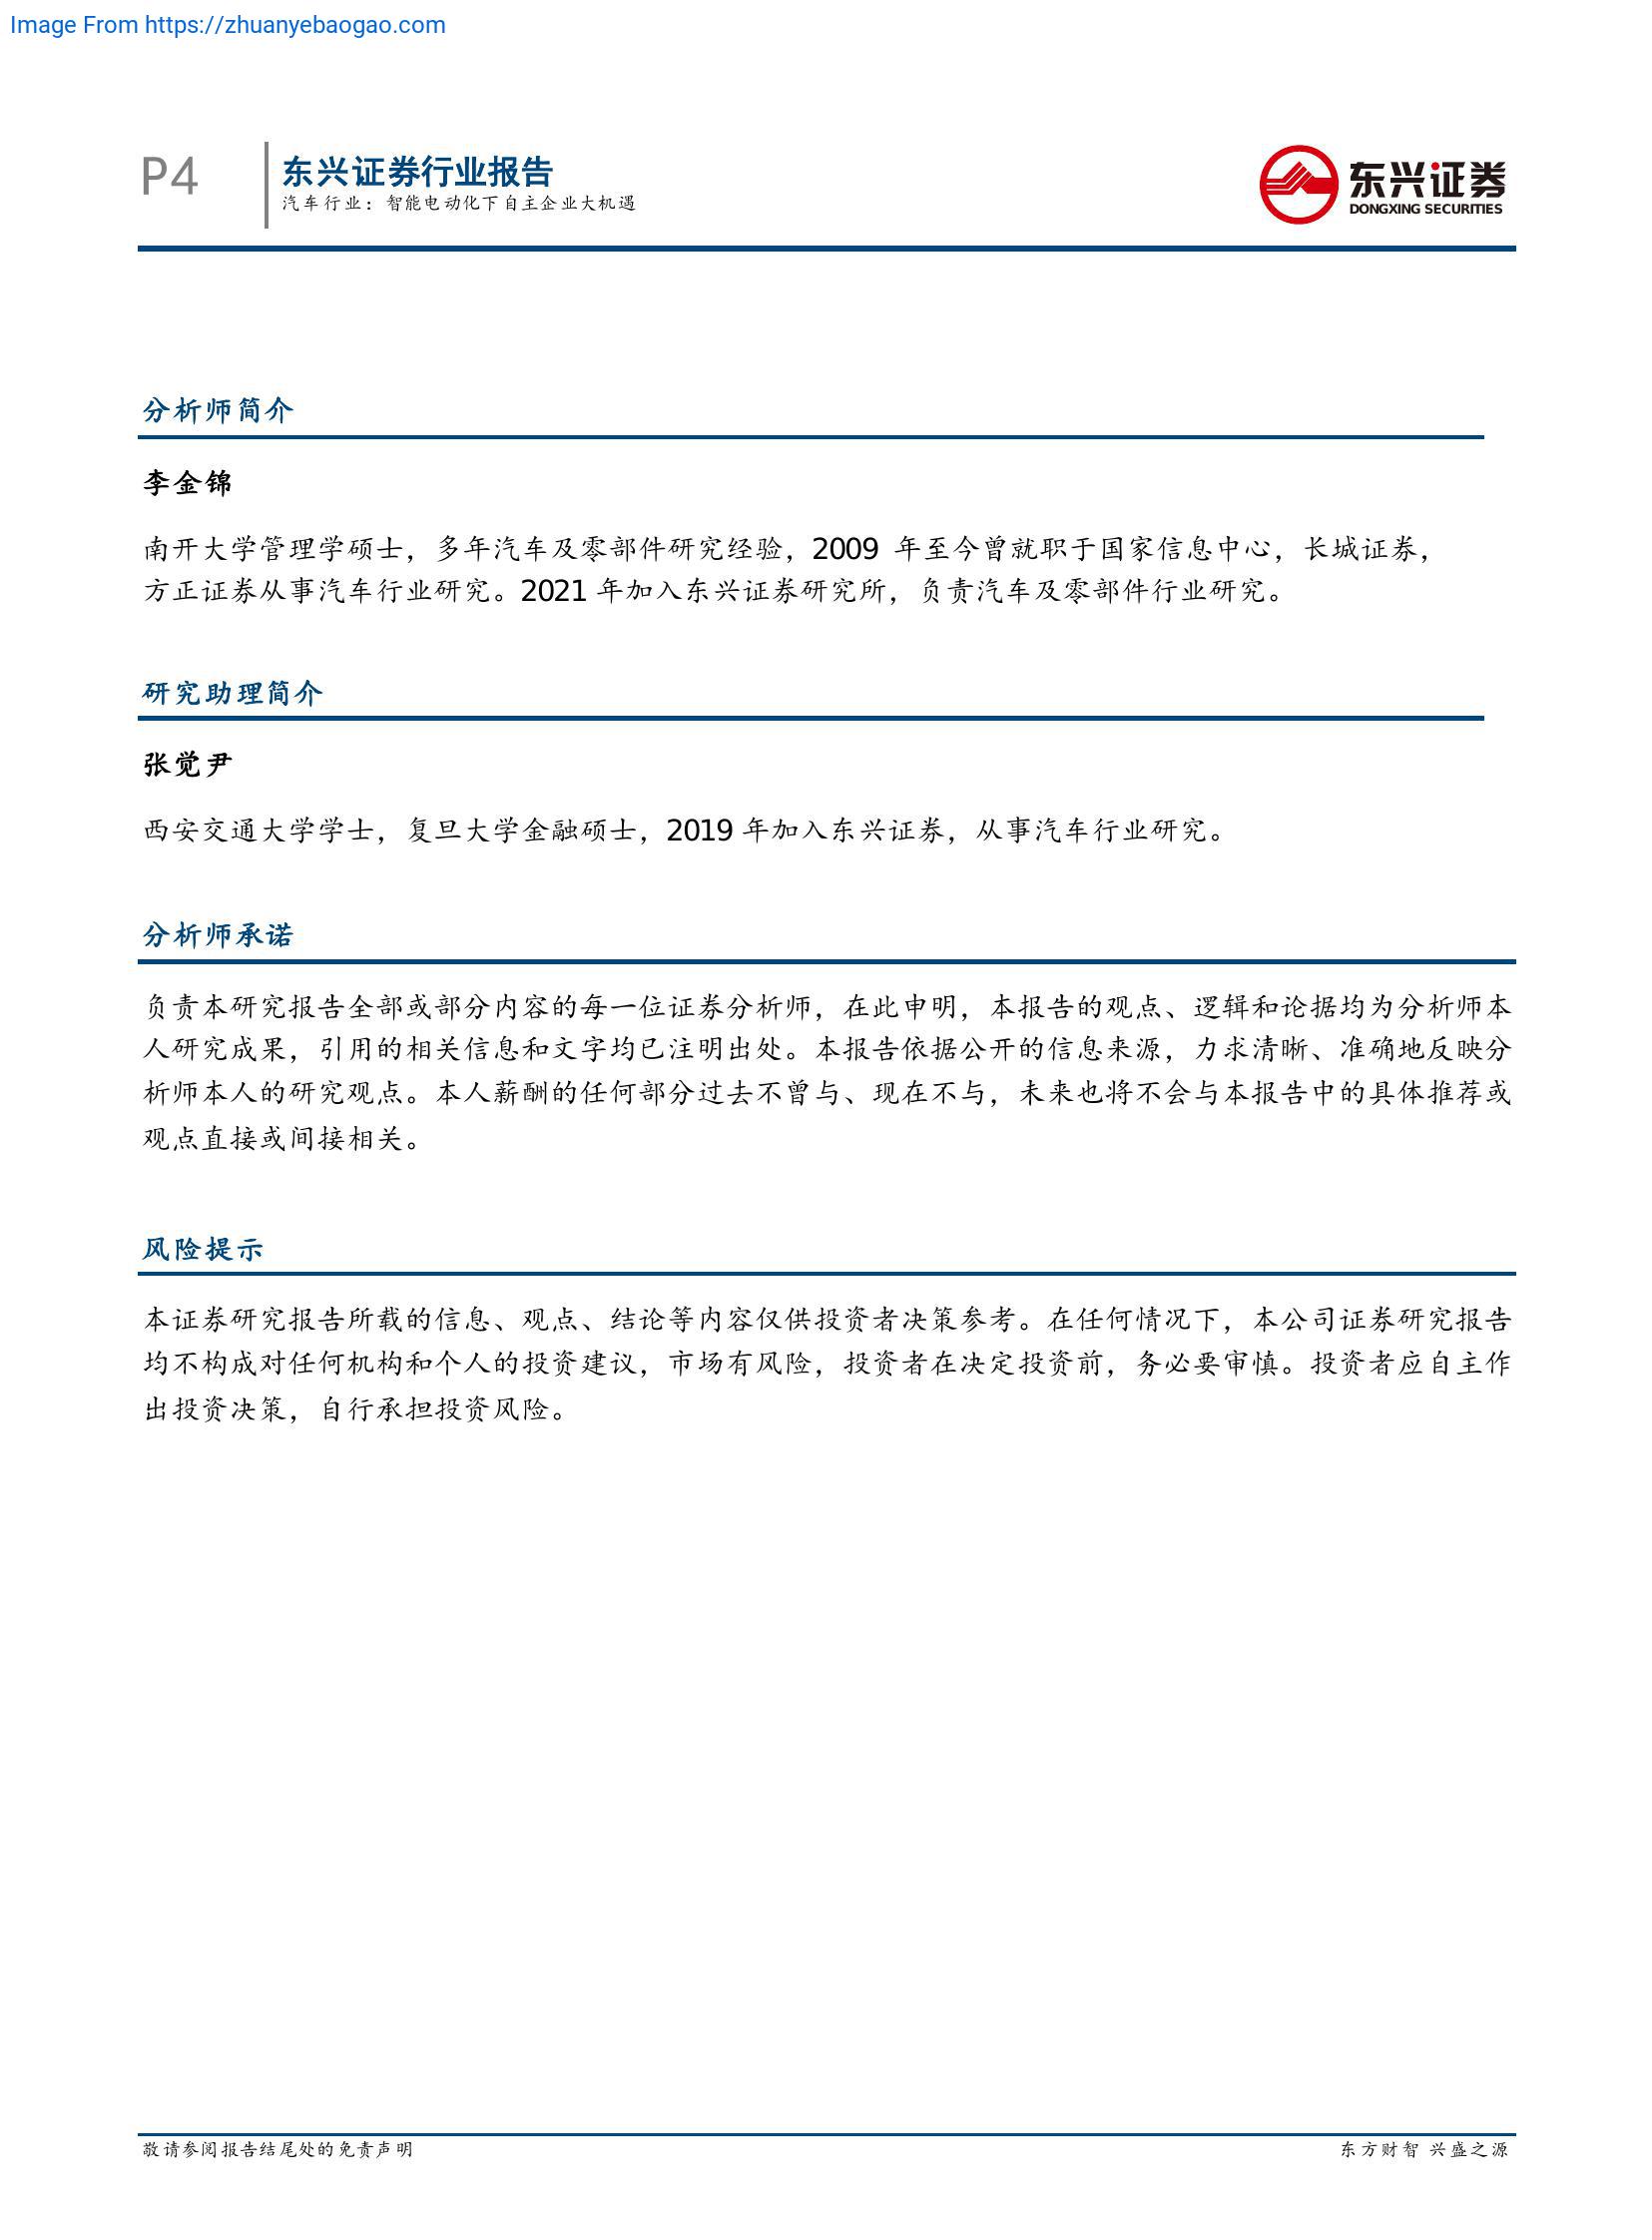 Image From https://zhuanyebaogao.com
P4
东兴证券行业报告
汽车行业：智能电动化下自主企业大机遇
东兴证券
DONGXING SECURITIES
分析师简介
李金锦
南开大学管理学硕士，多年汽车及零部件研究经验，2009 年至今曾就职于国家信息中心，长城证券，
方正证券从事汽车行业研究。2021 年加入东兴证券研究所，负责汽车及零部件行业研究。
研究助理简介
张觉尹
西安交通大学学士，复旦大学金融硕士，2019 年加入东兴证券，从事汽车行业研究。
分析师承诺
负责本研究报告全部或部分内容的每一位证券分析师，在此申明，本报告的观点、逻辑和论据均为分析师本
人研究成果，引用的相关信息和文字均已注明出处。本报告依据公开的信息来源，力求清晰、准确地反映分
析师本人的研究观点。本人薪酬的任何部分过去不曾与、现在不与，未来也将不会与本报告中的具体推荐或
观点直接或间接相关。
风险提示
本证券研究报告所载的信息、观点、结论等内容仅供投资者决策参考。在任何情况下，本公司证券研究报告
均不构成对任何机构和个人的投资建议，市场有风险，投资者在决定投资前，务必要审慎。投资者应自主作
出投资决策，自行承担投资风险。
敬请参阅报告结尾处的免责声明
东方财智 兴盛之源